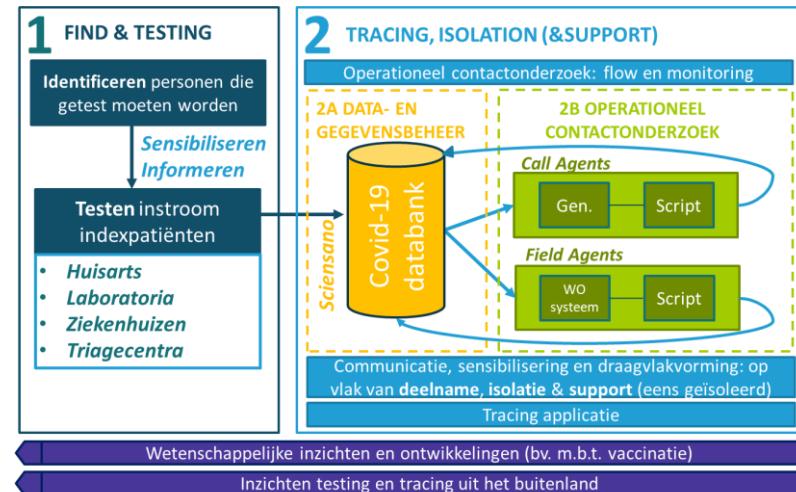 1 FIND & TESTING
Identificeren personen die
getest moeten worden
Sensibiliseren
Informeren
Testen instroom
indexpatiënten
• Huisarts
• Laboratoria
• Ziekenhuizen
• Triagecentra
2 TRACING, ISOLATION (&SUPPORT)
Operationeel contactonderzoek: flow en monitoring
2A DATA- EN
GEGEVENSBEHEER
Sciensano
Covid-19
databank
2B OPERATIONEEL
CONTACTONDERZOEK
Call Agents
Gen.
Script
Field Agents
WO
systeem
Script
Communicatie, sensibilisering en draagvlakvorming: op
vlak van deelname, isolatie & support (eens geïsoleerd)
Tracing applicatie
Wetenschappelijke inzichten en ontwikkelingen (bv. m.b.t. vaccinatie)
Inzichten testing en tracing uit het buitenland